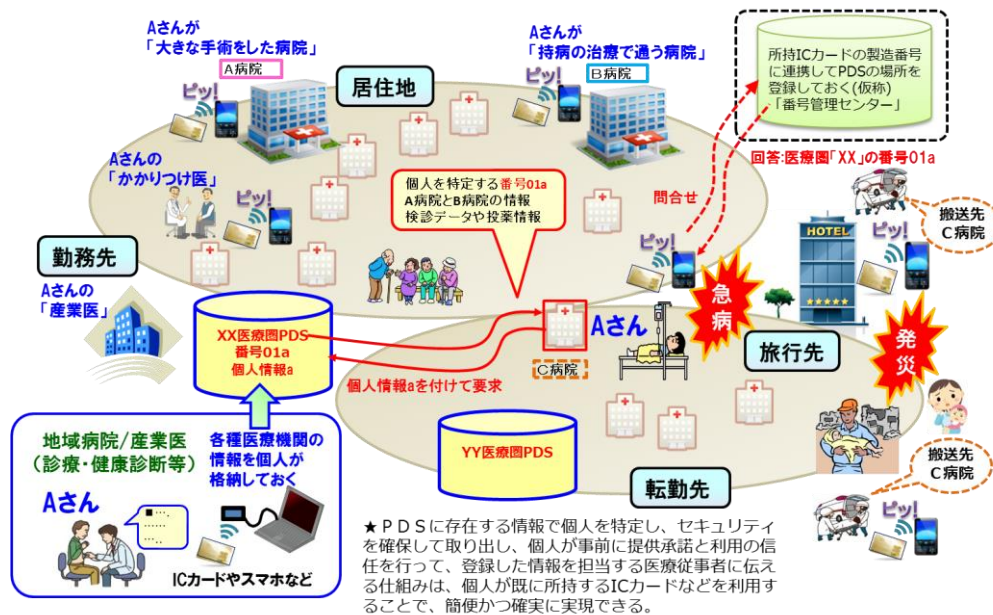 Aさんが
「大きな手術をした病院」
A病院
ピッ!
Aさんが
「持病の治療で通う病院」
B病院
ピッ!
居住地
所持ICカードの製造番号
に連携してPDSの場所を
登録しておく(仮称)
「番号管理センター」
回答:医療圏「XX」の番号01a
問合せ
Aさんの
「かかりつけ医」
ピッ!
個人を特定する番号01a
A病院とB病院の情報
検診データや投薬情報
ピッ!
搬送先
C病院
HOTEL
ピッ!
勤務先
Aさんの
「産業医」
急病
XX医療圏PDS
番号01a
個人情報a
Aさん
C病院
旅行先
発災
個人情報aを付けて要求
YY医療圏PDS
転勤先
搬送先
C病院
ピッ!
地域病院/産業医
(診療・健康診断等)
各種医療機関の
情報を個人が
格納しておく
Aさん
ICカードやスマホなど
★PDSに存在する情報で個人を特定し、セキュリティ
を確保して取り出し、個人が事前に提供承諾と利用の信
任を行って、登録した情報を担当する医療従事者に伝え
る仕組みは、個人が既に所持するICカードなどを利用す
ることで、簡便かつ確実に実現できる。